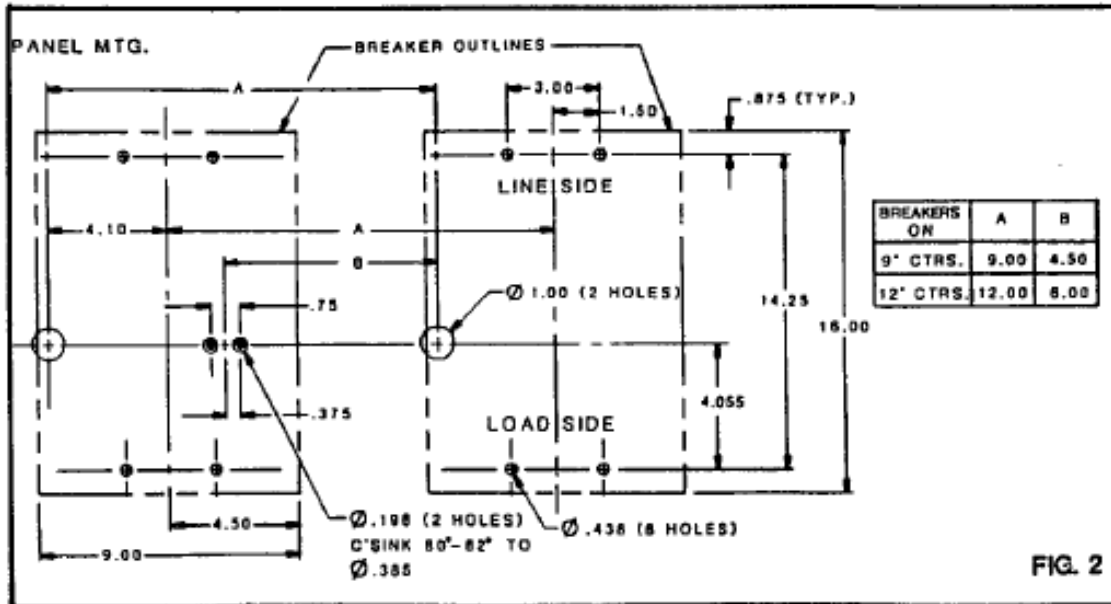 PANEL MTG.
BREAKER OUTLINES
A
3.00
1.50
.875 (TYP.)
LINE SIDE
4.10
A
B
Ø 1.00 (2 HOLES)
.75
14.25
16.00
BREAKERS ON A B
9" CTRS. 9.00 4.50
12" CTRS. 12.00 6.00
4.055
.375
LOAD SIDE
4.50
9.00
Ø.196 (2 HOLES)
C'SINK 80°-82° TO
Ø.385
Ø.438 (8 HOLES)
FIG. 2